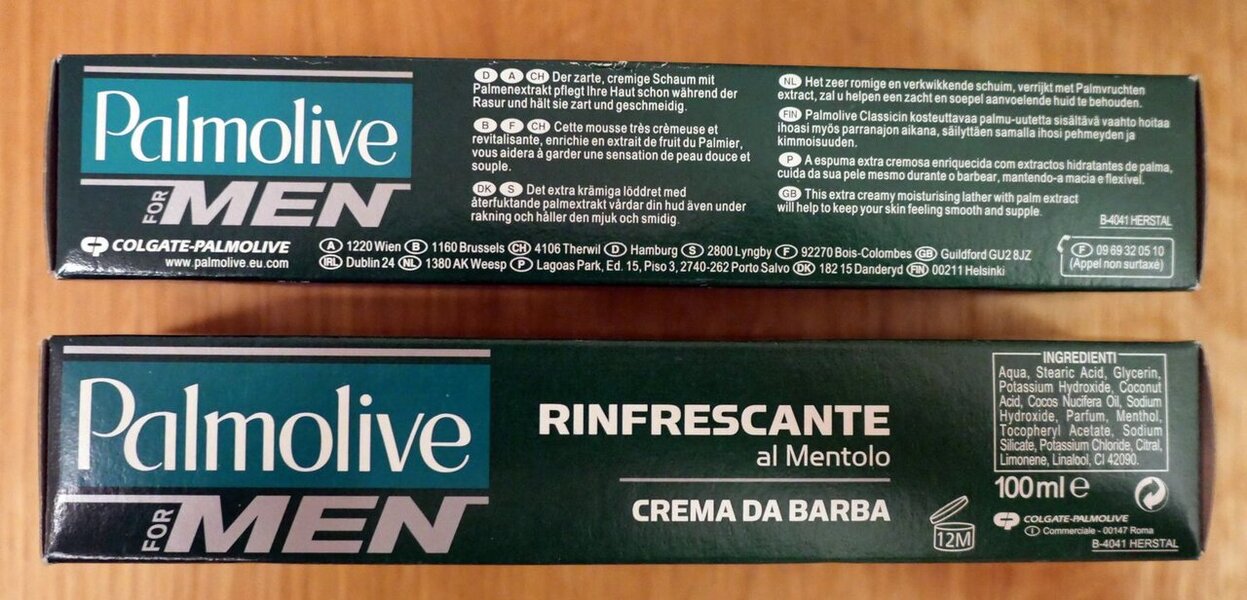 Palmolive
FOR MEN
COLGATE-PALMOLIVE
www.palmolive.eu.com
D A CH Der zarte, cremige Schaum mit
Palmenextrakt pflegt Ihre Haut schon während der
Rasur und hält sie zart und geschmeidig.
B F CH Cette mousse très crèmeuse et
revitalisante, enrichie en extrait de fruit du Palmier,
vous aidera à garder une sensation de peau douce et
souple.
DK S Det extra krämiga löddret med
återfuktande palmextrakt vårdar din hud även under
rakning och håller den mjuk och smidig.
NL Het zeer romige en verkwikkende schuim, verrijkt met Palmvruchten
extract, zal u helpen een zacht en soepel aanvoelende huid te behouden.
FIN Palmolive Classicin kosteuttavaa palmu-uutetta sisältävä vaahto hoitaa
ihoasi myös parranajon aikana, säilyttäen samalla ihosi pehmeyden ja
kimmoisuuden.
P A espuma extra cremosa enriquecida com extractos hidratantes de palma,
cuida da sua pele mesmo durante o barbear, mantendo-a macia e flexível.
GB This extra creamy moisturising lather with palm extract
will help to keep your skin feeling smooth and supple.
B-4041 HERSTAL
A 1220 Wien B 1160 Brussels CH 4106 Therwil D Hamburg S 2800 Lyngby F 92270 Bois-Colombes GB Guildford GU2 8JZ
IRL Dublin 24 NL 1380 AK Weesp P Lagoas Park, Ed. 15, Piso 3, 2740-262 Porto Salvo DK 182 15 Danderyd FIN 00211 Helsinki
F 09 69 32 05 10
(Appel non surtaxé)
Palmolive
FOR MEN
RINFRESCANTE
al Mentolo
CREMA DA BARBA
12M
INGREDIENTI
Aqua, Stearic Acid, Glycerin,
Potassium Hydroxide, Coconut
Acid, Cocos Nucifera Oil, Sodium
Hydroxide, Parfum, Menthol,
Tocopheryl Acetate, Sodium
Silicate, Potassium Chloride, Citral,
Limonene, Linalool, CI 42090.
100ml e
COLGATE-PALMOLIVE
I Commerciale - 00147 Roma
B-4041 HERSTAL